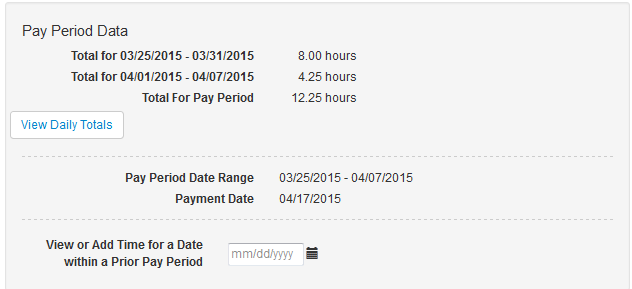 Pay Period Data
Total for 03/25/2015 - 03/31/2015 8.00 hours
Total for 04/01/2015 - 04/07/2015 4.25 hours
Total For Pay Period 12.25 hours
View Daily Totals
Pay Period Date Range 03/25/2015 - 04/07/2015
Payment Date 04/17/2015
View or Add Time for a Date
within a Prior Pay Period mm/dd/yyyy